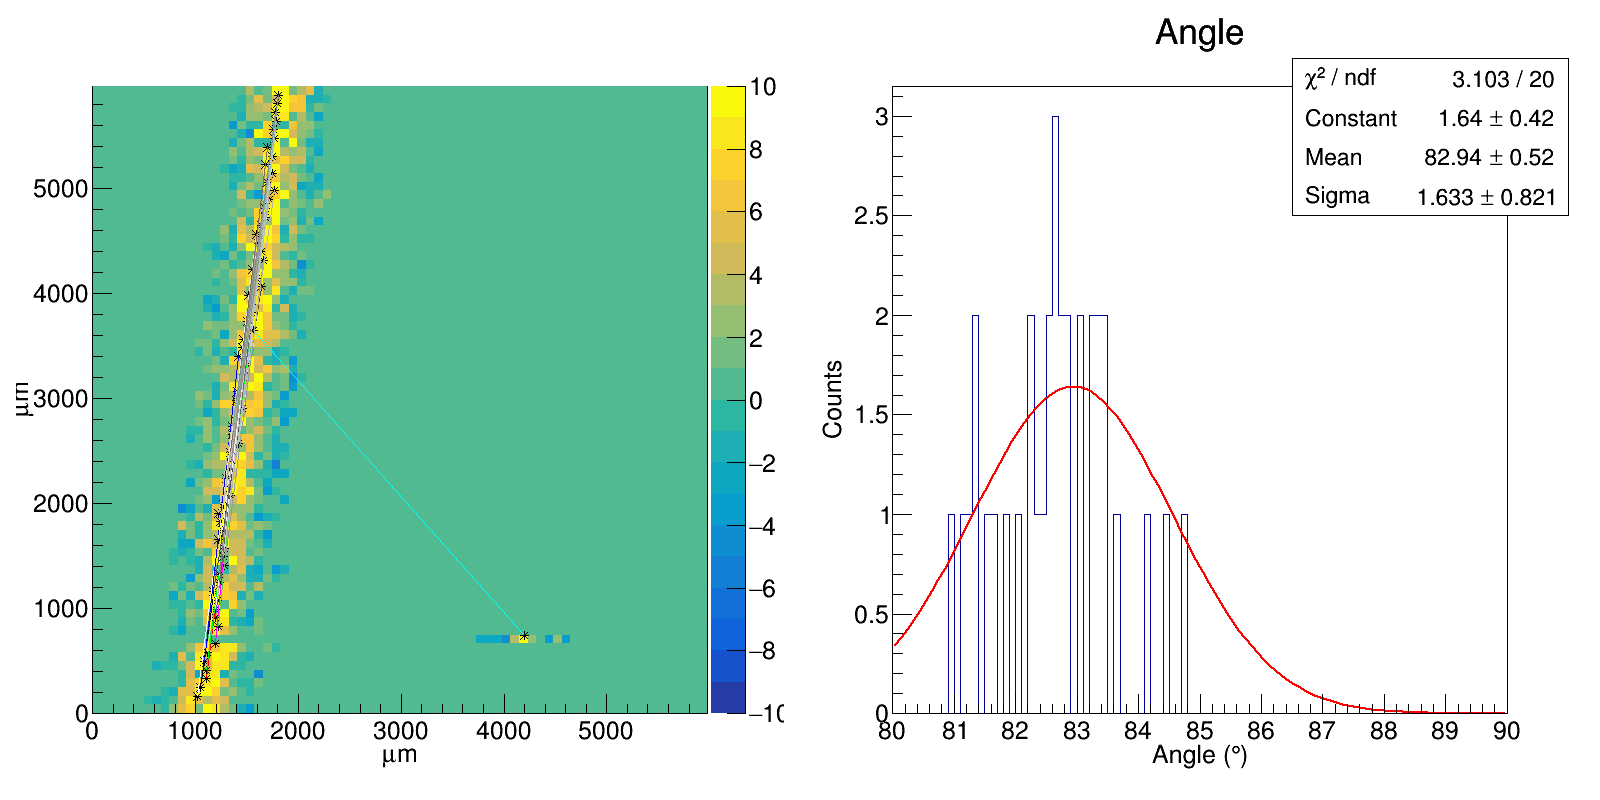 Angle
χ² / ndf 3.103 / 20
Constant 1.64 ± 0.42
Mean 82.94 ± 0.52
Sigma 1.633 ± 0.821
5000
4000
3000
2000
1000
0
μm
0 1000 2000 3000 4000 5000
μm
10
8
6
4
2
0
−2
−4
−6
−8
−10
3
2.5
2
1.5
1
0.5
0
Counts
80 81 82 83 84 85 86 87 88 89 90
Angle (°)